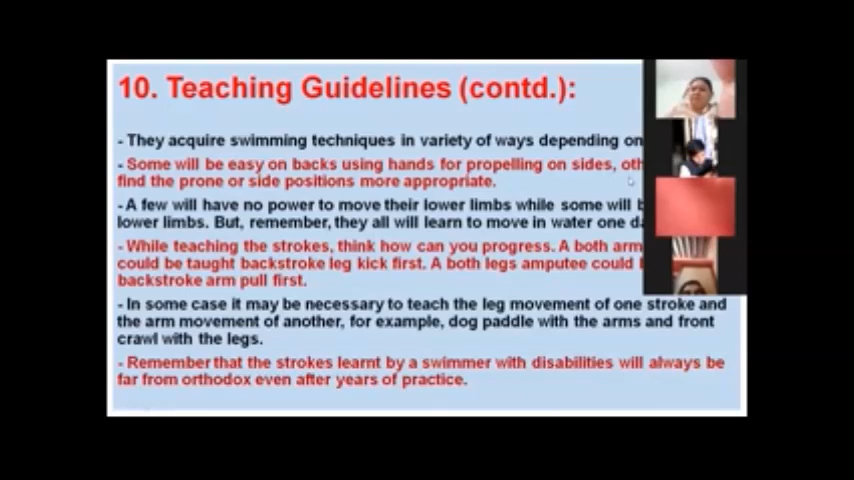 10. Teaching Guidelines (contd.):
- They acquire swimming techniques in variety of ways depending on
- Some will be easy on backs using hands for propelling on sides,
find the prone or side positions more appropriate.
- A few will have no power to move their lower limbs while some will
lower limbs. But, remember, they all will learn to move in water one
- While teaching the strokes, think how can you progress. A both arm
could be taught backstroke leg kick first. A both legs amputee could
backstroke arm pull first.
- In some case it may be necessary to teach the leg movement of one stroke and
the arm movement of another, for example, dog paddle with the arms and front
crawl with the legs.
- Remember that the strokes learnt by a swimmer with disabilities will always be
far from orthodox even after years of practice.